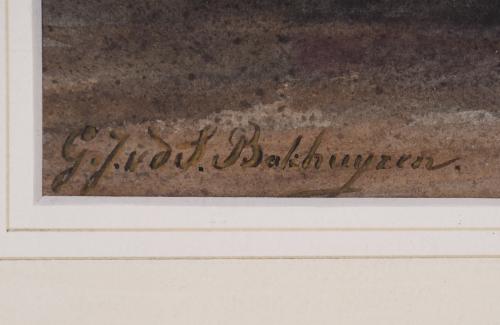 G. J. v d S. Bakhuyzen.